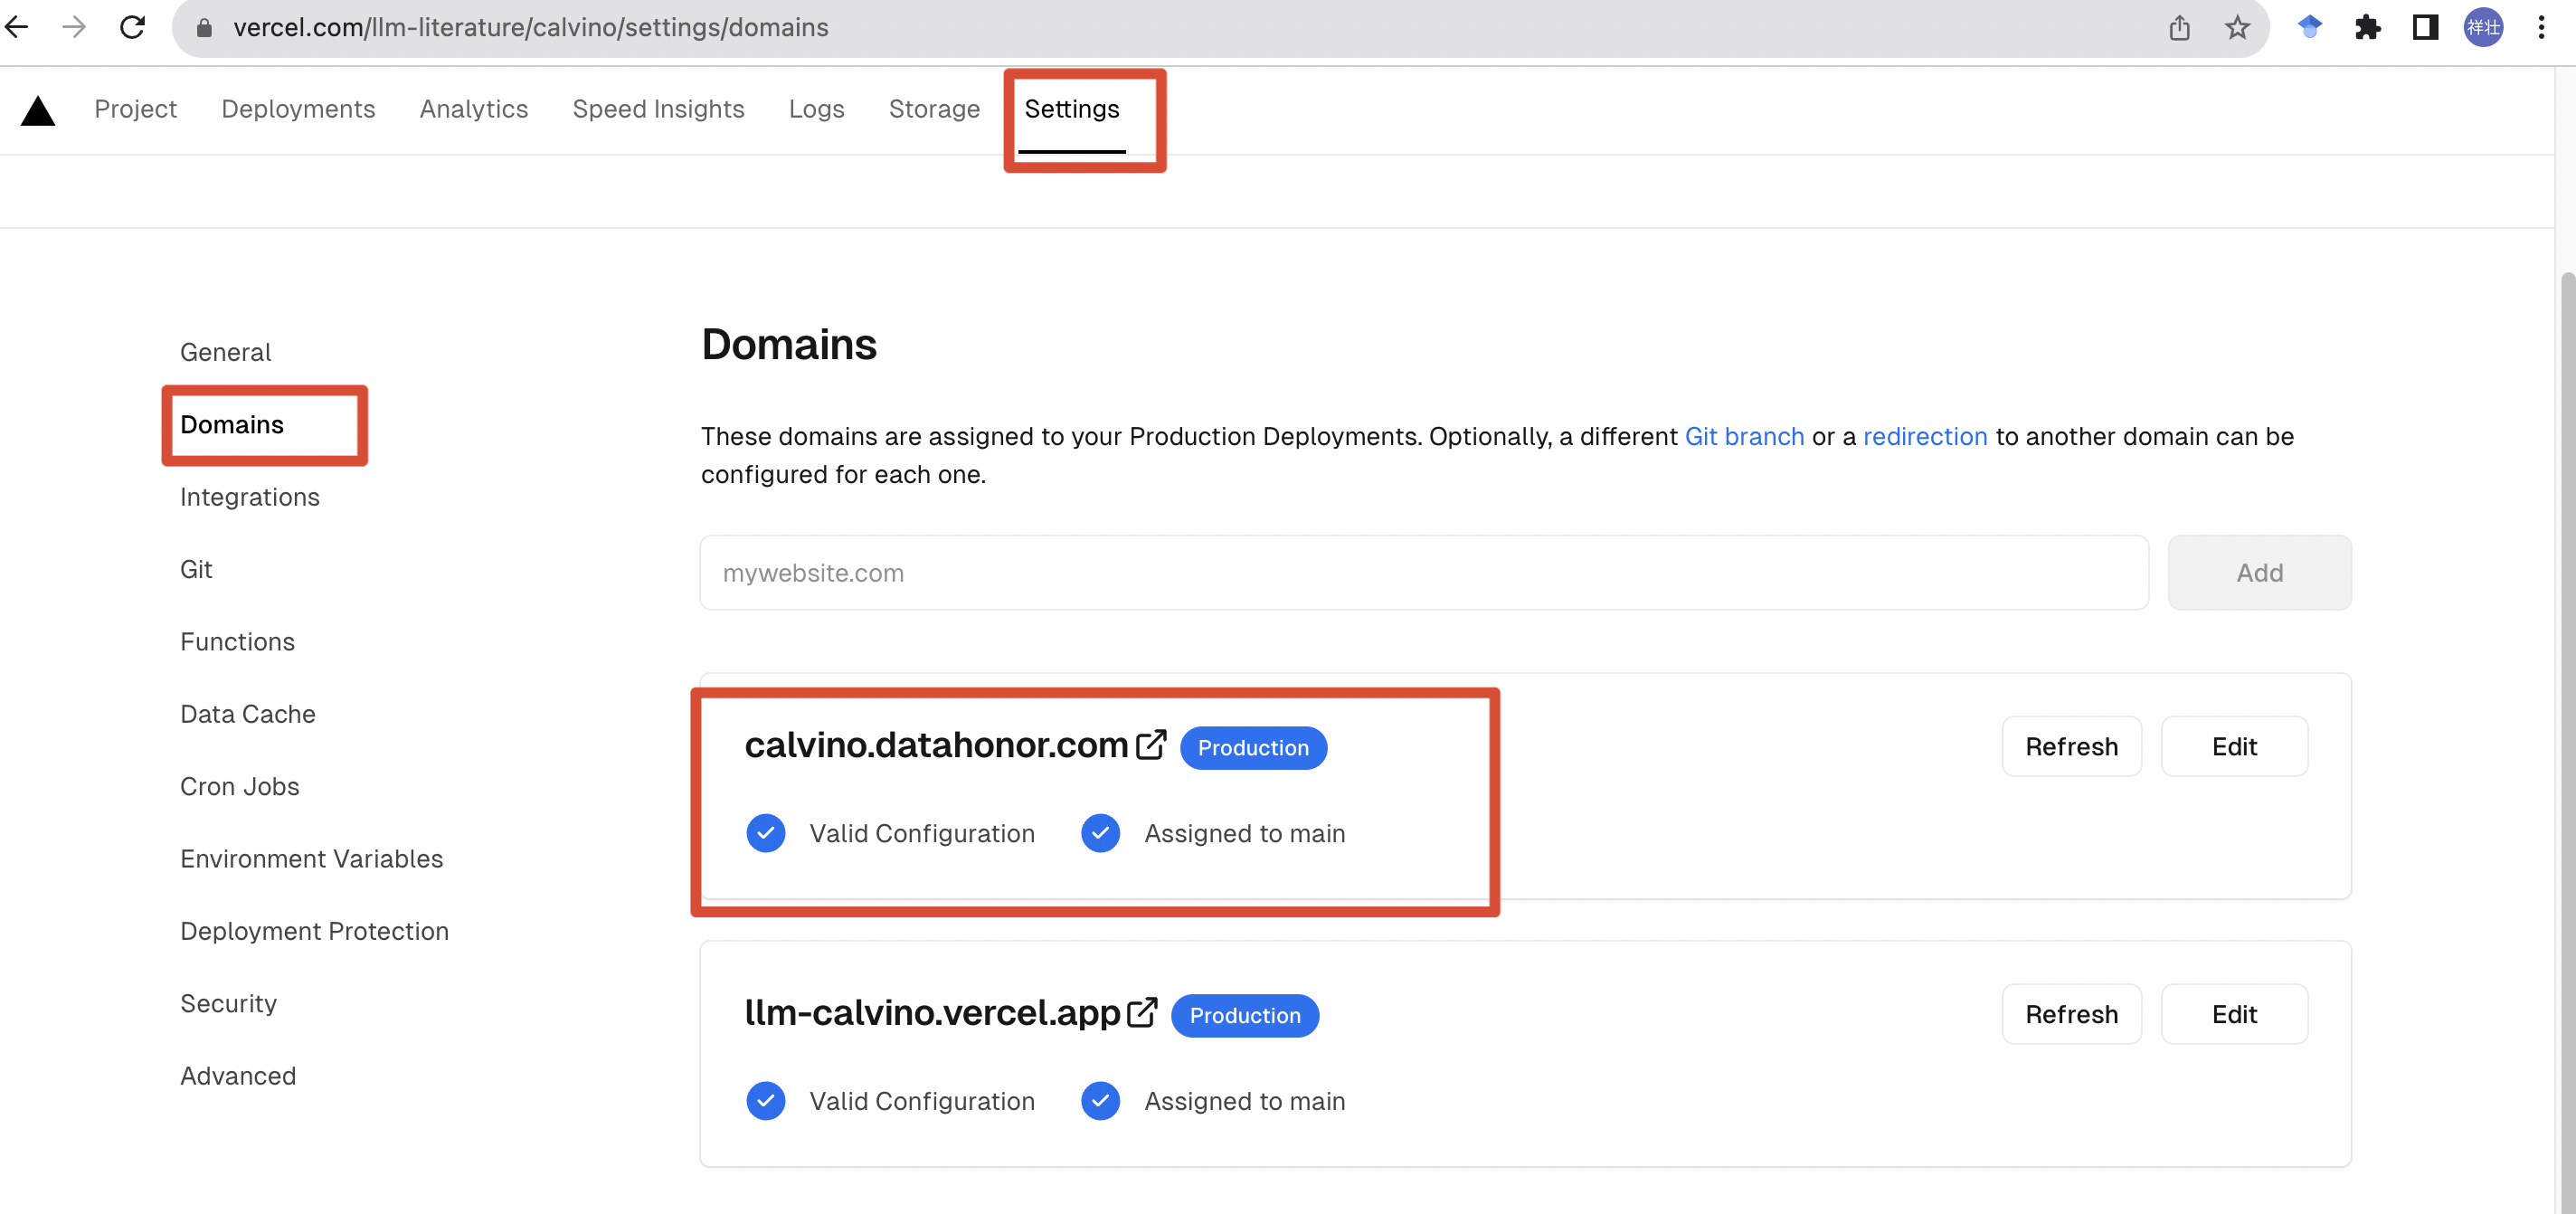 vercel.com/llm-literature/calvino/settings/domains
祥壮
Project Deployments Analytics Speed Insights Logs Storage Settings
General
Domains
Integrations
Git
Functions
Data Cache
Cron Jobs
Environment Variables
Deployment Protection
Security
Advanced
Domains
These domains are assigned to your Production Deployments. Optionally, a different Git branch or a redirection to another domain can be
configured for each one.
mywebsite.com Add
calvino.datahonor.com Production Refresh Edit
Valid Configuration Assigned to main
llm-calvino.vercel.app Production Refresh Edit
Valid Configuration Assigned to main